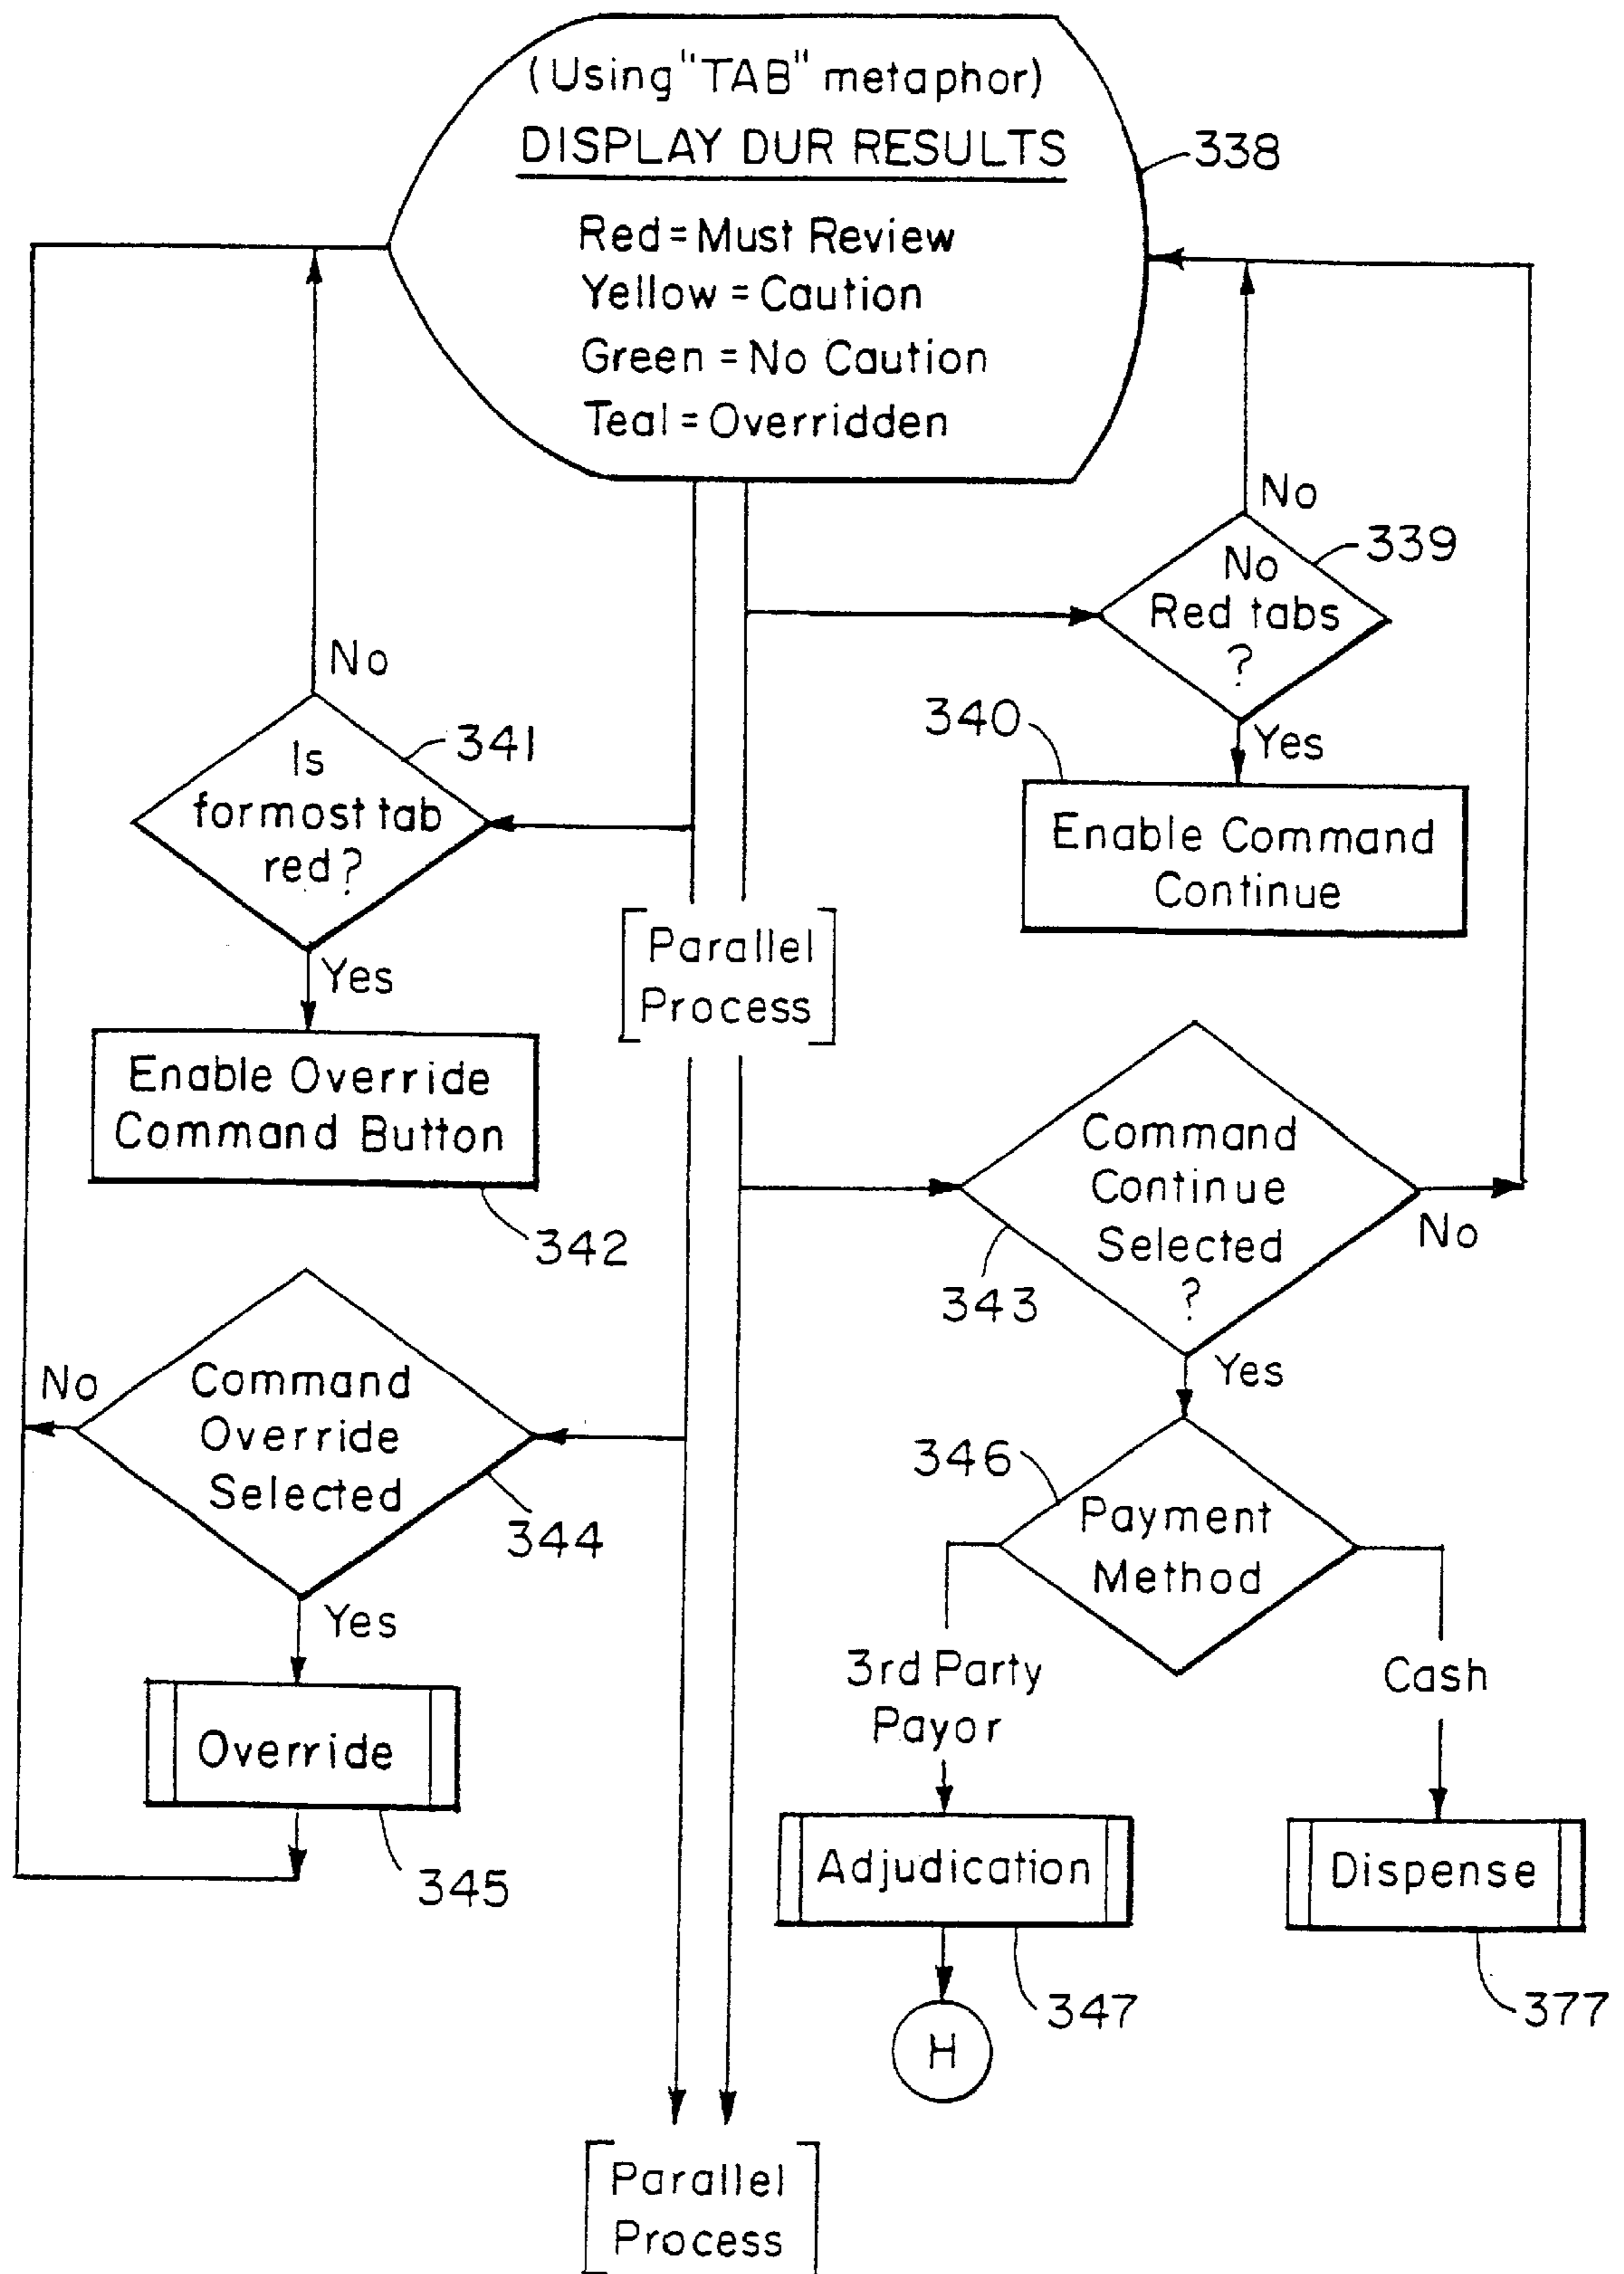 (Using "TAB" metaphor)
DISPLAY DUR RESULTS
338
Red = Must Review
Yellow = Caution
Green = No Caution
Teal = Overridden
No
339
No
Red tabs
?
Yes
340
Enable Command
Continue
No
341
Is
formost tab
red?
Yes
Enable Override
Command Button
342
[Parallel
Process]
Command
Continue
Selected
?
No
343
Yes
No
Command
Override
Selected
344
Yes
Override
345
346
Payment
Method
3rd Party
Payor
Cash
Adjudication
347
Dispense
377
H
[Parallel
Process]